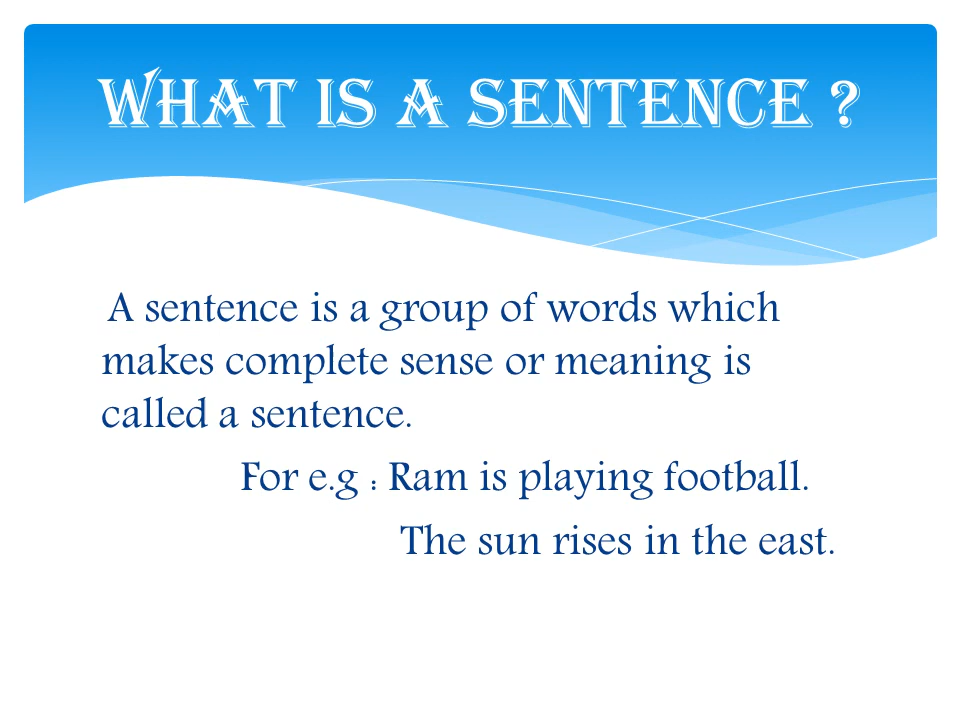 WHAT IS A SENTENCE ?
A sentence is a group of words which
makes complete sense or meaning is
called a sentence.
For e.g : Ram is playing football.
The sun rises in the east.